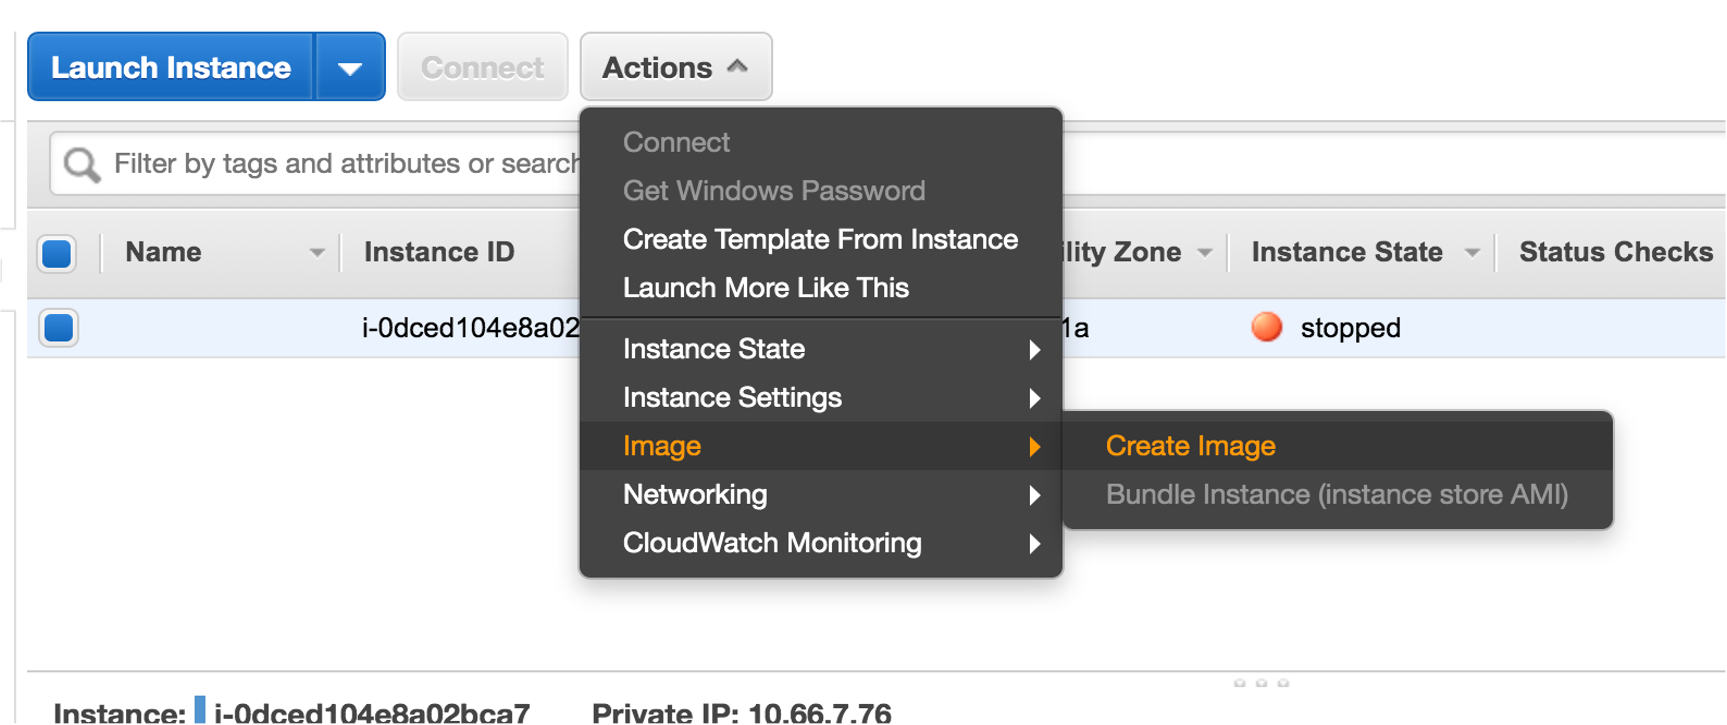 Launch Instance Connect Actions
Filter by tags and attributes or search
Name Instance ID ility Zone Instance State Status Checks
i-0dced104e8a02 1a stopped
Connect
Get Windows Password
Create Template From Instance
Launch More Like This
Instance State
Instance Settings
Image
Networking
CloudWatch Monitoring
Create Image
Bundle Instance (instance store AMI)
Instance: i-0dced104e8a02bca7 Private IP: 10.66.7.76